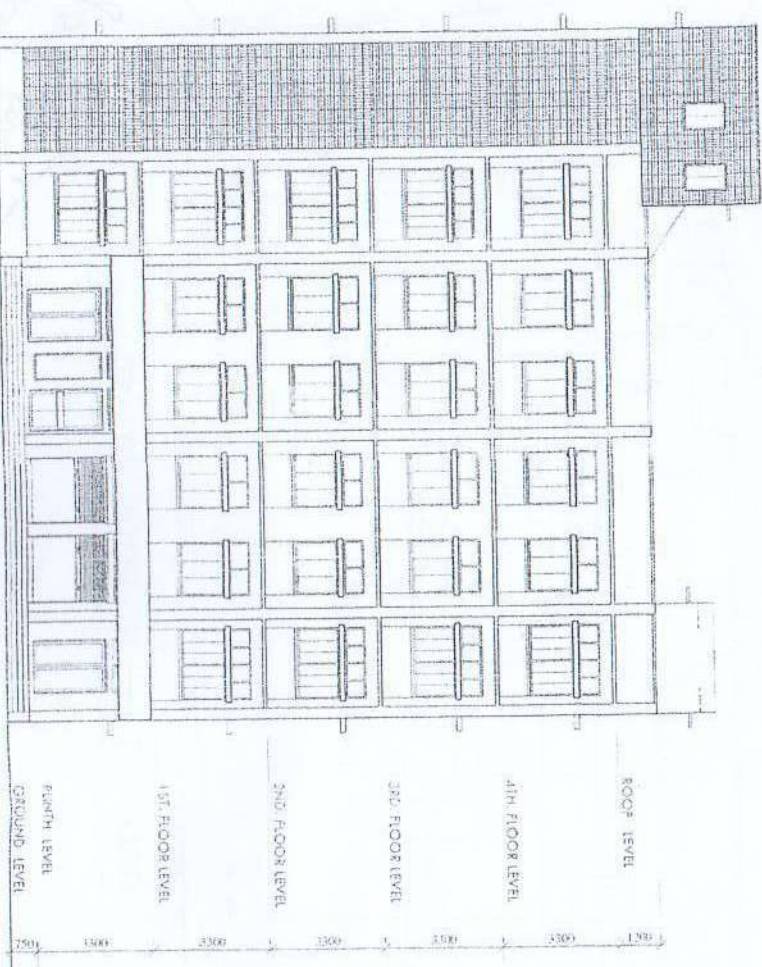 ROOF LEVEL
4TH. FLOOR LEVEL
3RD. FLOOR LEVEL
2ND. FLOOR LEVEL
1ST. FLOOR LEVEL
PLINTH LEVEL
GROUND LEVEL
1200
3300
3300
3300
3300
3300
750